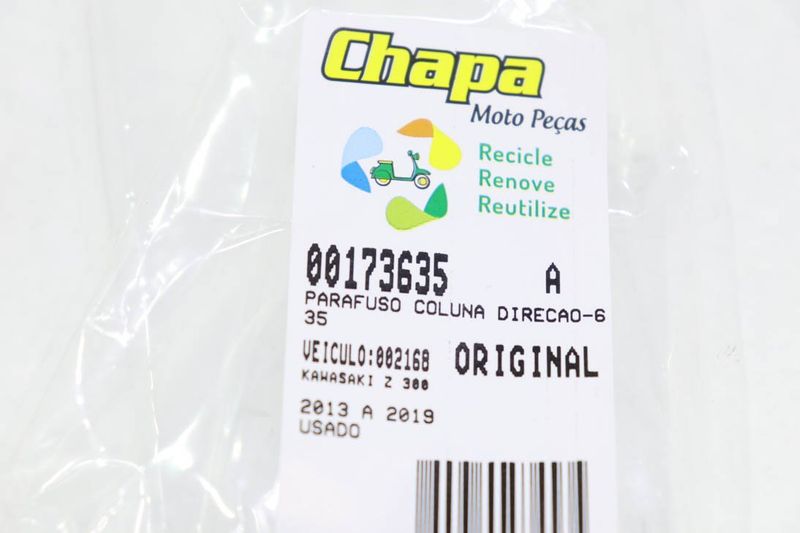 Chapa
Moto Peças
Recicle
Renove
Reutilize
00173635 A
PARAFUSO COLUNA DIRECAO-6
35
VEICULO:002168 ORIGINAL
KAWASAKI Z 300
2013 A 2019
USADO